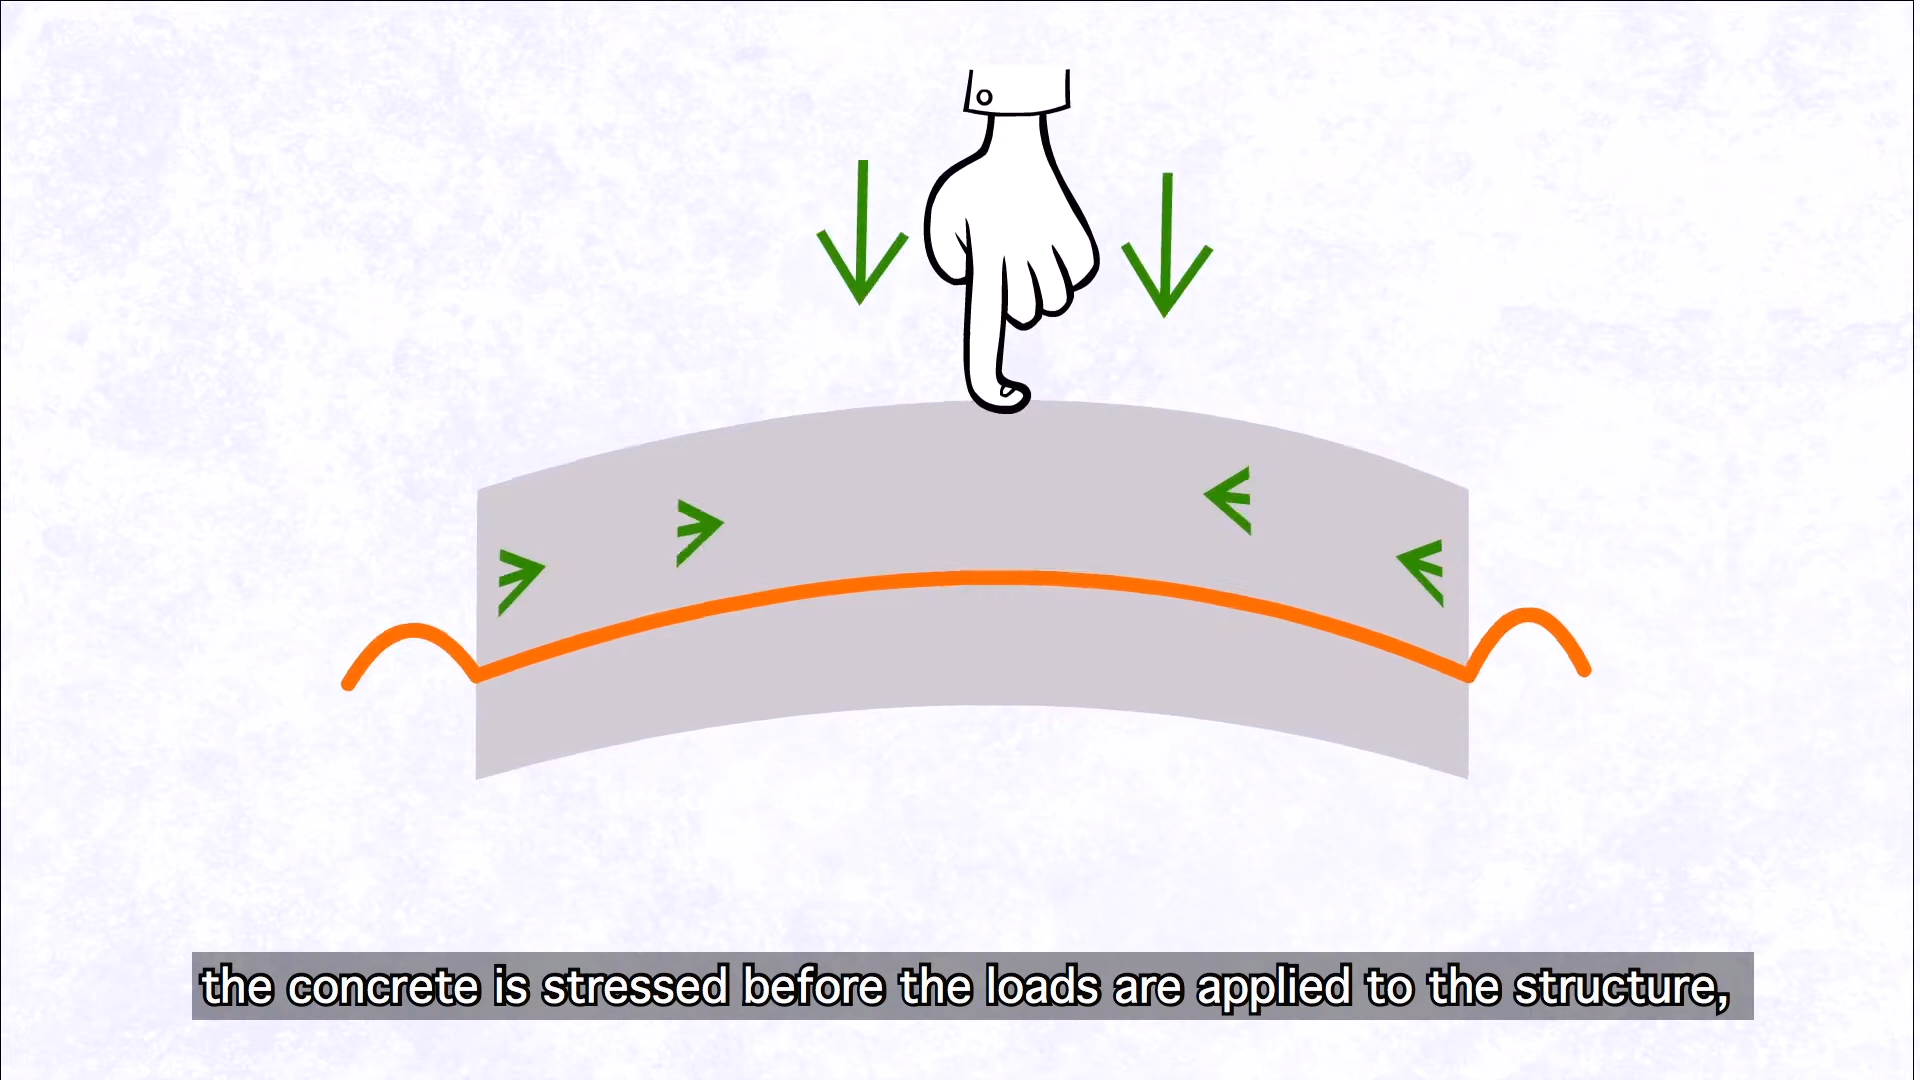 the concrete is stressed before the loads are applied to the structure,